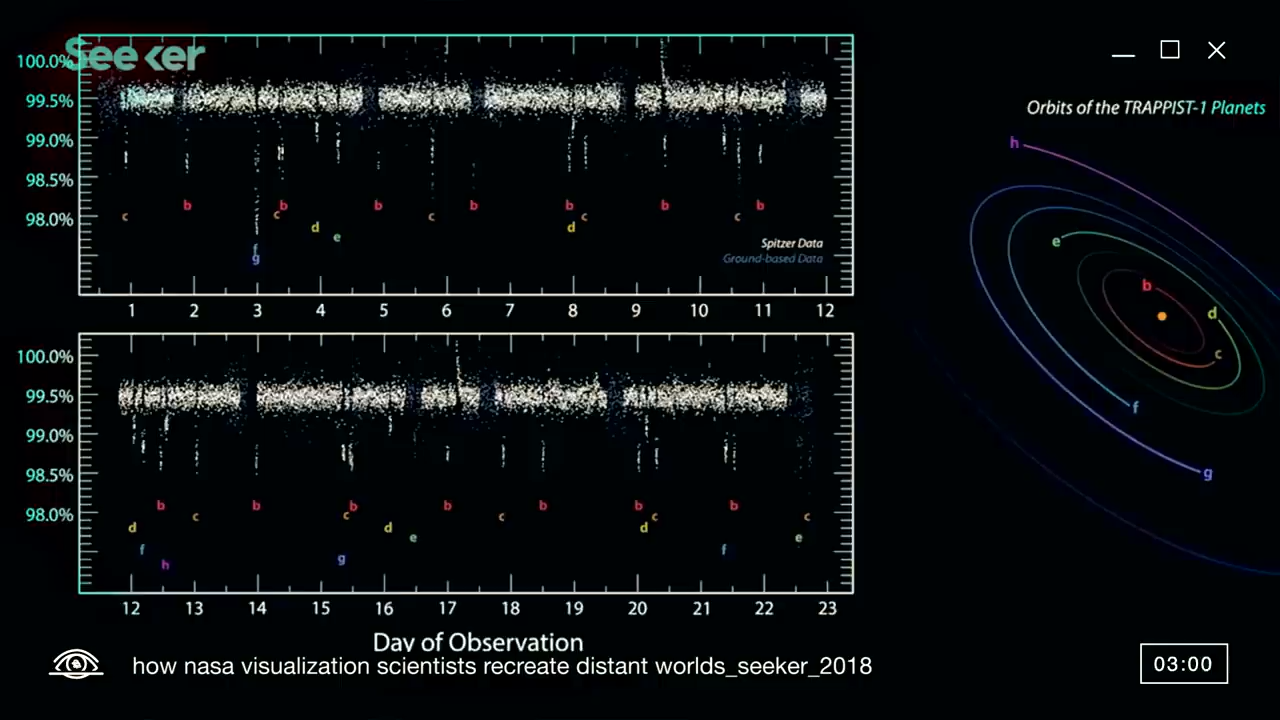 Seeker
100.0%
99.5%
99.0%
98.5%
98.0%
c b f g c b d e b c b b d c b c b
Spitzer Data
Ground-based Data
1 2 3 4 5 6 7 8 9 10 11 12
100.0%
99.5%
99.0%
98.5%
98.0%
d f b h c b g c b d e b c b b d c f b e c
12 13 14 15 16 17 18 19 20 21 22 23
Day of Observation
Orbits of the TRAPPIST-1 Planets
h
e
b
d
c
f
g
how nasa visualization scientists recreate distant worlds_seeker_2018
03:00